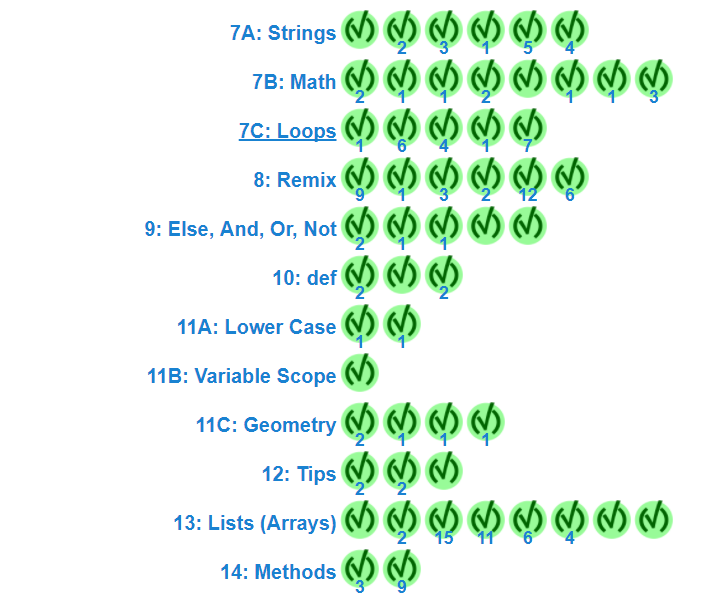 7A: Strings 2 3 1 5 4
7B: Math 2 1 1 2 1 1 3
7C: Loops 1 6 4 1 7
8: Remix 9 1 3 2 12 6
9: Else, And, Or, Not 2 1 1
10: def 2 2
11A: Lower Case 1 1
11B: Variable Scope
11C: Geometry 2 1 1 1
12: Tips 2 2
13: Lists (Arrays) 2 15 11 6 4
14: Methods 3 9